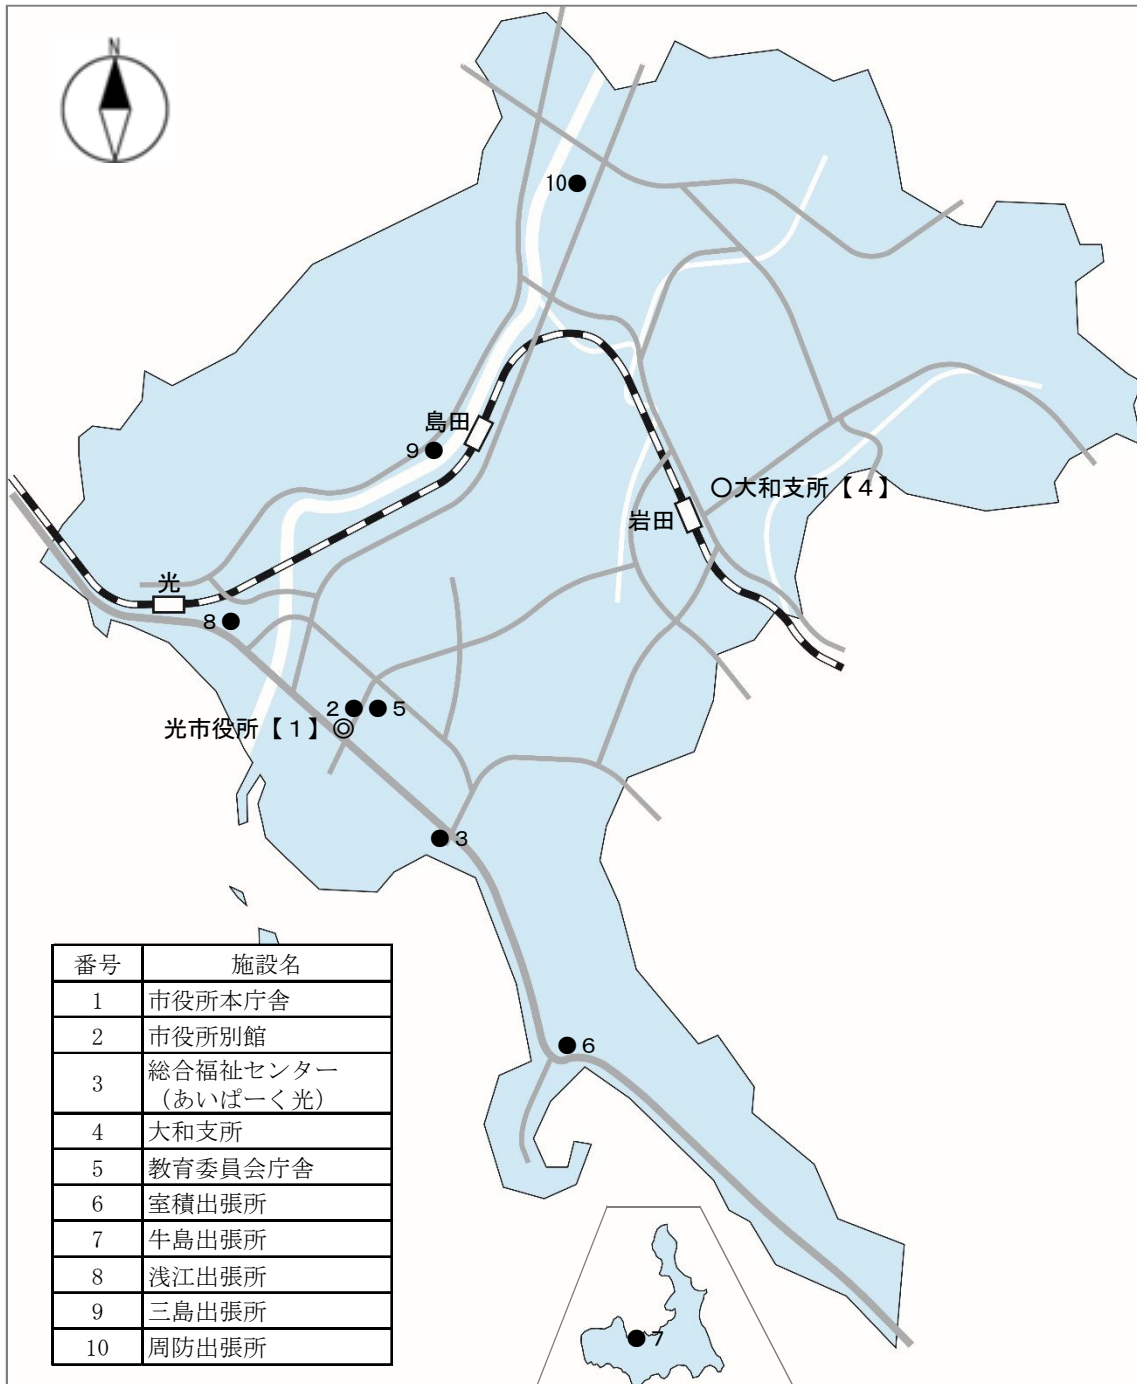 N
10
島田
9
大和支所【４】
岩田
光
8
2
5
光市役所【１】
3
6
7
番号 施設名
1 市役所本庁舎
2 市役所別館
3 総合福祉センター
（あいぱーく光）
4 大和支所
5 教育委員会庁舎
6 室積出張所
7 牛島出張所
8 浅江出張所
9 三島出張所
10 周防出張所